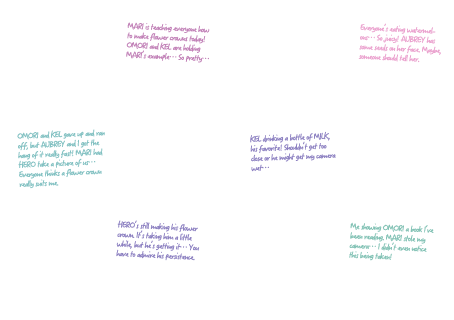 MARI is teaching everyone how
to make flower crowns today!
OMORI and KEL are holding
MARI's example... So pretty...
Everyone's eating watermel-
ons... So juicy! AUBREY has
some seeds on her face. Maybe,
someone should tell her.
OMORI and KEL gave up and ran
off, but AUBREY and I got the
hang of it really fast! MARI had
HERO take a picture of us...
Everyone thinks a flower crown
really suits me.
KEL drinking a bottle of MILK,
his favorite! Shouldn't get too
close or he might get my camera
wet...
HERO's still making his flower
crown. It's taking him a little
while, but he's getting it... You
have to admire his persistence.
Me showing OMORI a book I've
been reading. MARI stole my
camera... I didn't even notice
this being taken!